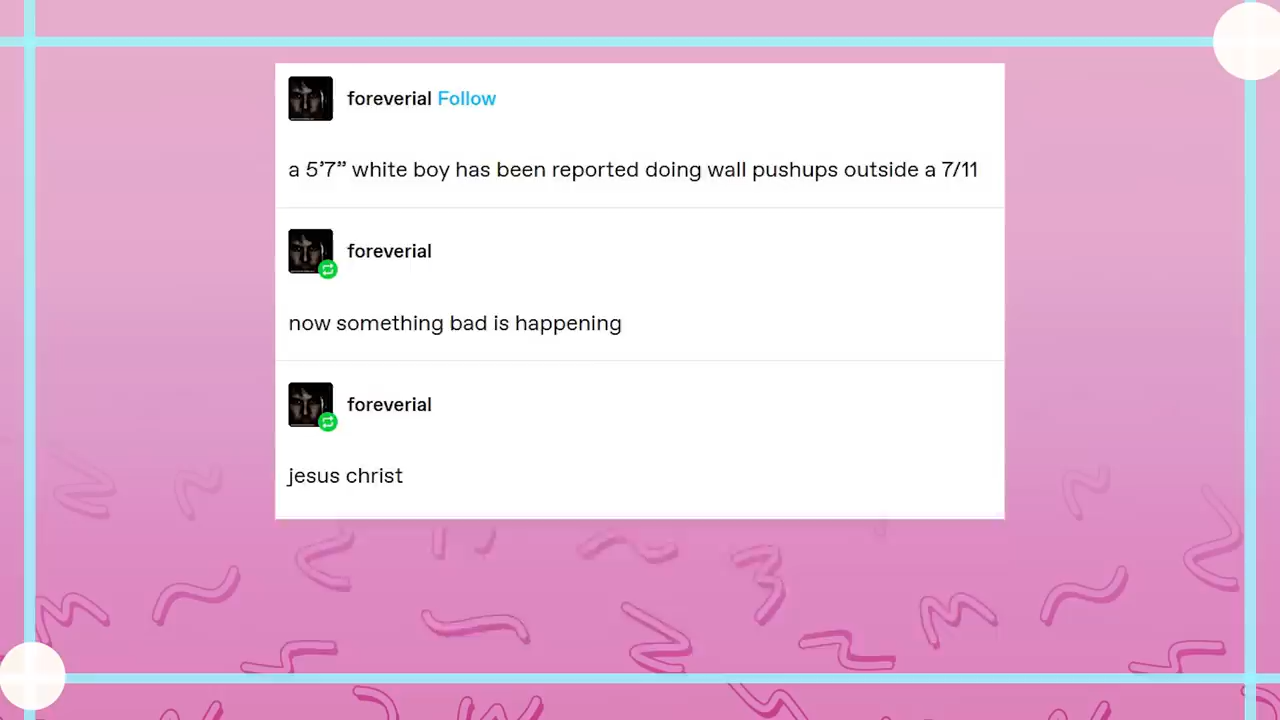 foreverial Follow
a 5’7” white boy has been reported doing wall pushups outside a 7/11
foreverial
now something bad is happening
foreverial
jesus christ